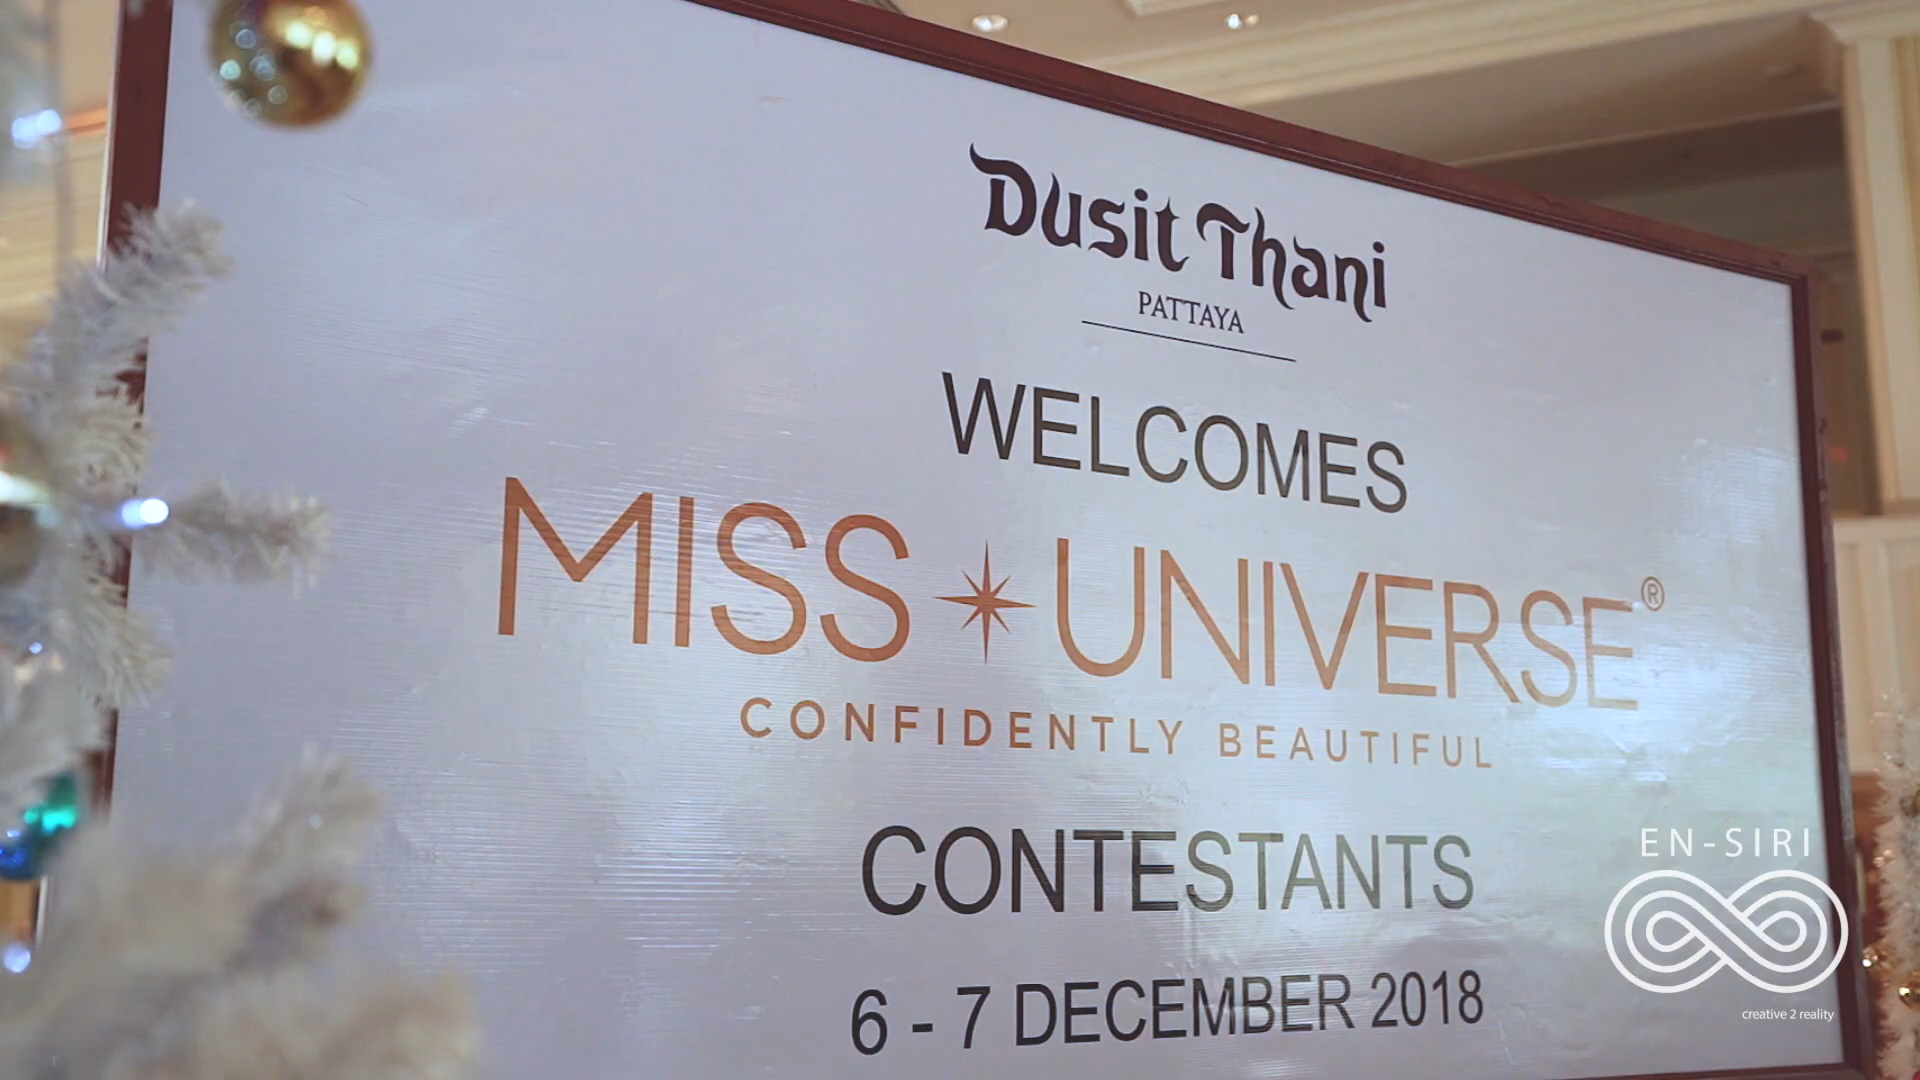 Dusit Thani
PATTAYA
WELCOMES
MISS UNIVERSE®
CONFIDENTLY BEAUTIFUL
CONTESTANTS
6 - 7 DECEMBER 2018
EN-SIRI
creative 2 reality